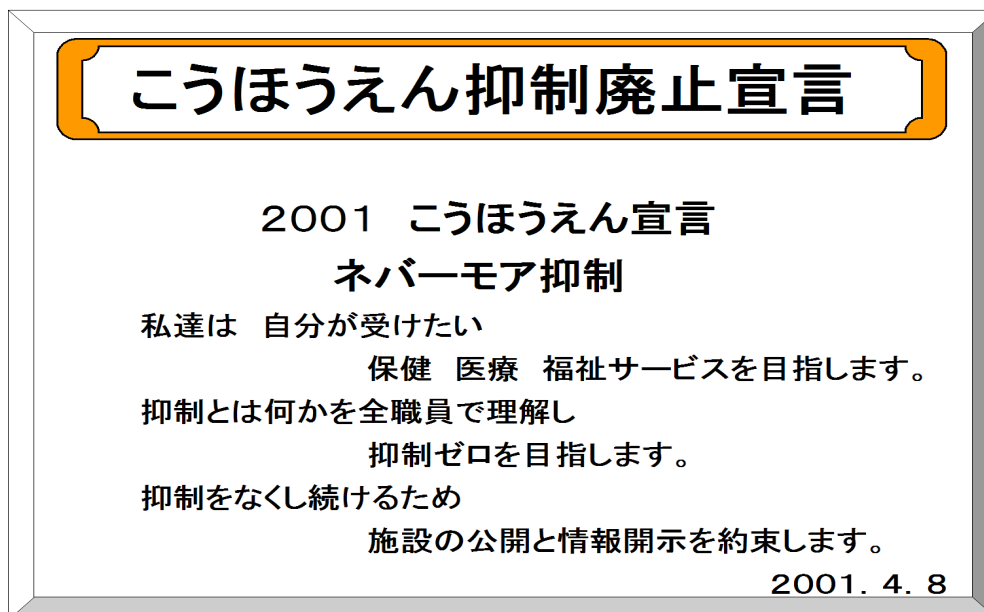 こうほうえん抑制廃止宣言
2001 こうほうえん宣言
ネバーモア抑制
私達は 自分が受けたい
保健 医療 福祉サービスを目指します。
抑制とは何かを全職員で理解し
抑制ゼロを目指します。
抑制をなくし続けるため
施設の公開と情報開示を約束します。
2001. 4. 8